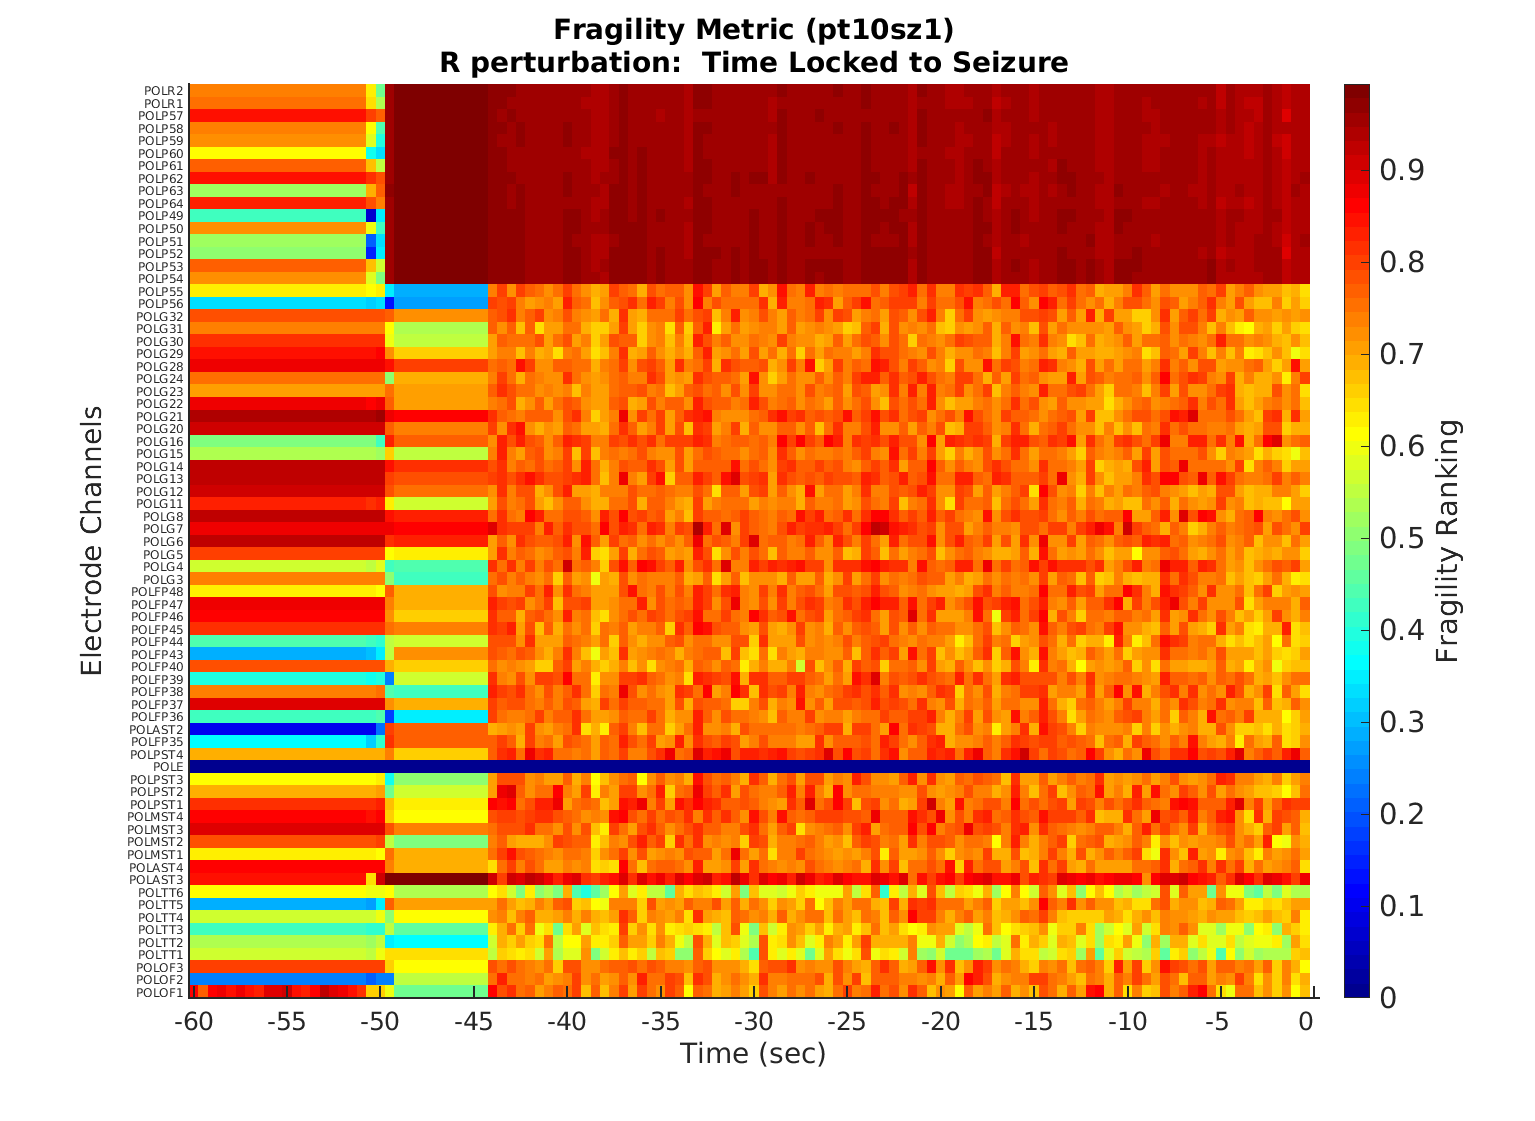 Fragility Metric (pt10sz1)
R perturbation:  Time Locked to Seizure
Electrode Channels
POLR2
POLR1
POLP57
POLP58
POLP59
POLP60
POLP61
POLP62
POLP63
POLP64
POLP49
POLP50
POLP51
POLP52
POLP53
POLP54
POLP55
POLP56
POLG32
POLG31
POLG30
POLG29
POLG28
POLG24
POLG23
POLG22
POLG21
POLG20
POLG16
POLG15
POLG14
POLG13
POLG12
POLG11
POLG8
POLG7
POLG6
POLG5
POLG4
POLG3
POLFP48
POLFP47
POLFP46
POLFP45
POLFP44
POLFP43
POLFP40
POLFP39
POLFP38
POLFP37
POLFP36
POLAST2
POLFP35
POLPST4
POLE
POLPST3
POLPST2
POLPST1
POLMST4
POLMST3
POLMST2
POLMST1
POLAST4
POLAST3
POLTT6
POLTT5
POLTT4
POLTT3
POLTT2
POLTT1
POLOF3
POLOF2
POLOF1
-60 -55 -50 -45 -40 -35 -30 -25 -20 -15 -10 -5 0
Time (sec)
0.9
0.8
0.7
0.6
0.5
0.4
0.3
0.2
0.1
0
Fragility Ranking